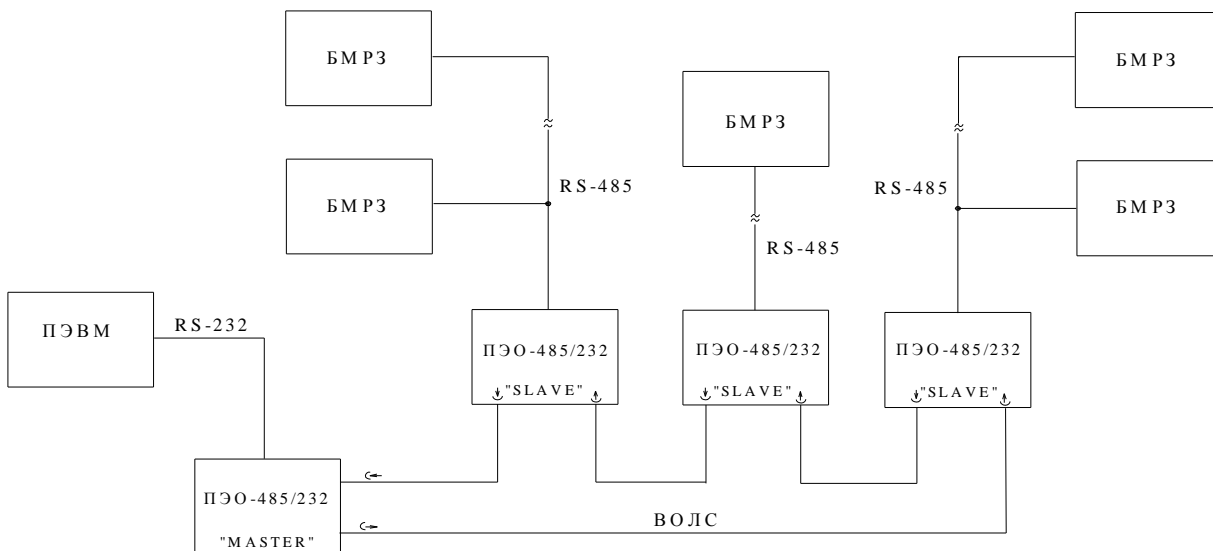 БМРЗ
БМРЗ
БМРЗ
RS-485
БМРЗ
RS-485
БМРЗ
RS-485
БМРЗ
ПЭВМ
RS-232
ПЭО-485/232
"SLAVE"
ПЭО-485/232
"SLAVE"
ПЭО-485/232
"SLAVE"
ПЭО-485/232
"MASTER"
ВОЛС